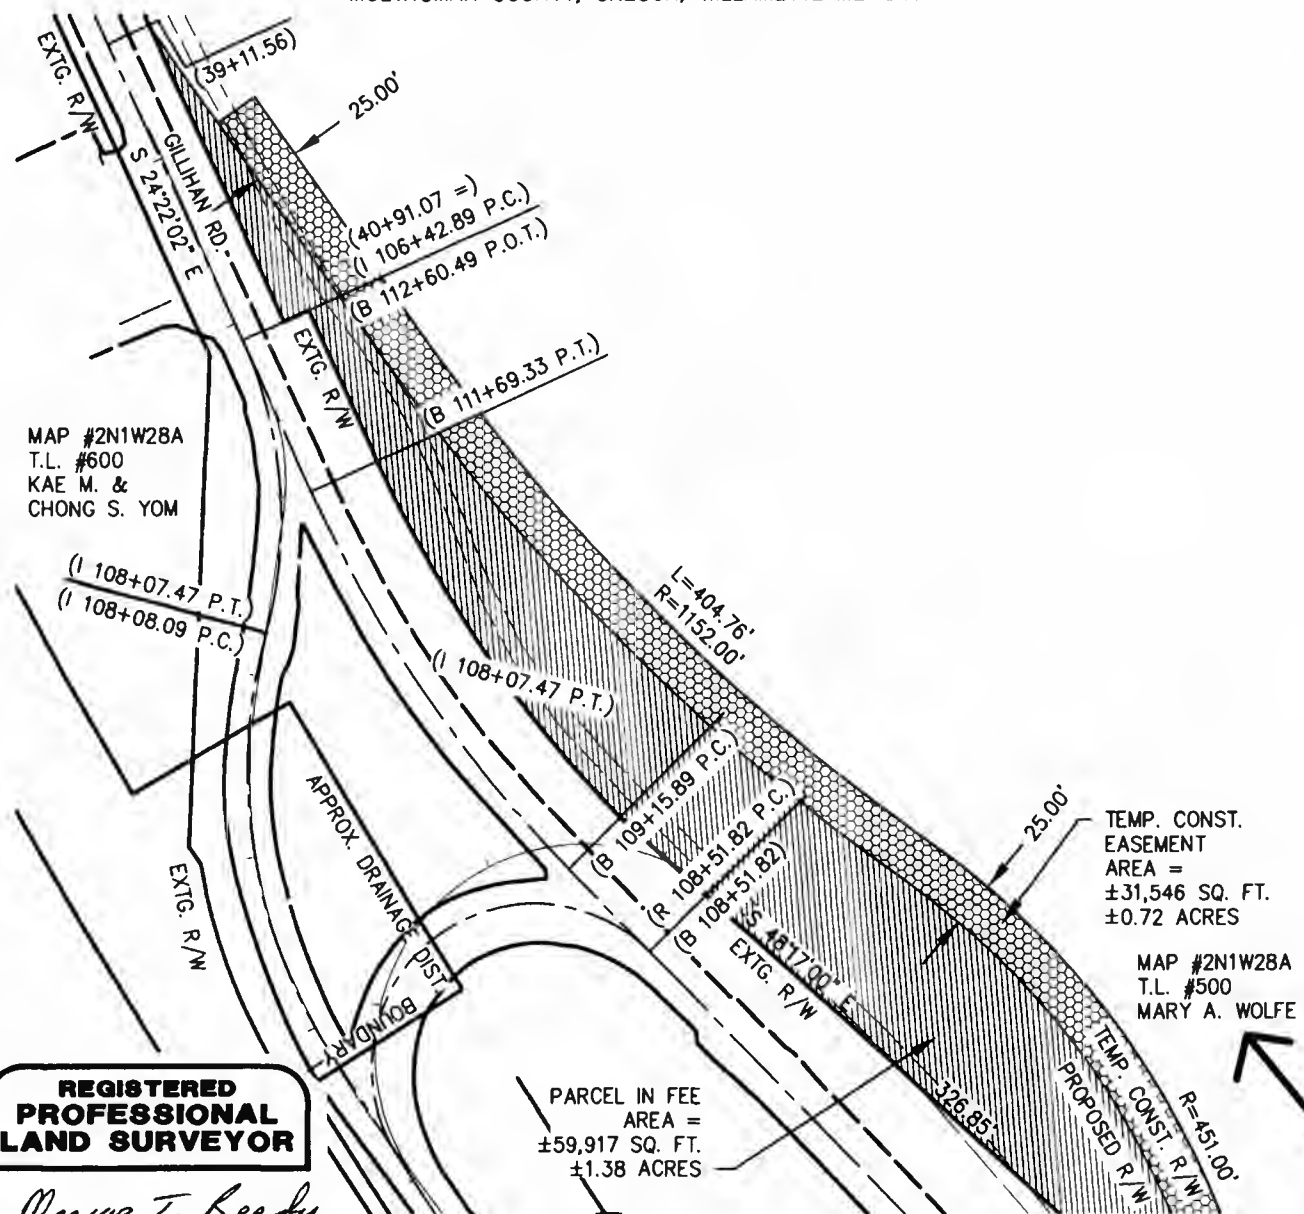 (39+11.56)
25.00'
EXTG. R/W
GILLIHAN RD.
S 24°22'02" E
(40+91.07 =)
(I 106+42.89 P.C.)
(B 112+60.49 P.O.T.)
EXTG. R/W
(B 111+69.33 P.T.)
MAP #2N1W28A
T.L. #600
KAE M. &
CHONG S. YOM
(I 108+07.47 P.T.)
(I 108+08.09 P.C.)
L=404.76'
R=1152.00'
(I 108+07.47 P.T.)
(B 109+15.89 P.C.)
(R 108+51.82 P.C.)
(B 108+51.82)
APPROX. DRAINAGE DIST.
BOUNDARY
EXTG. R/W
25.00'
TEMP. CONST.
EASEMENT
AREA =
±31,546 SQ. FT.
±0.72 ACRES
S 48°17'00" E
EXTG. R/W
326.85'
MAP #2N1W28A
T.L. #500
MARY A. WOLFE
TEMP. CONST. R/W
PROPOSED R/W
R=451.00'
PARCEL IN FEE
AREA =
±59,917 SQ. FT.
±1.38 ACRES
REGISTERED
PROFESSIONAL
LAND SURVEYOR